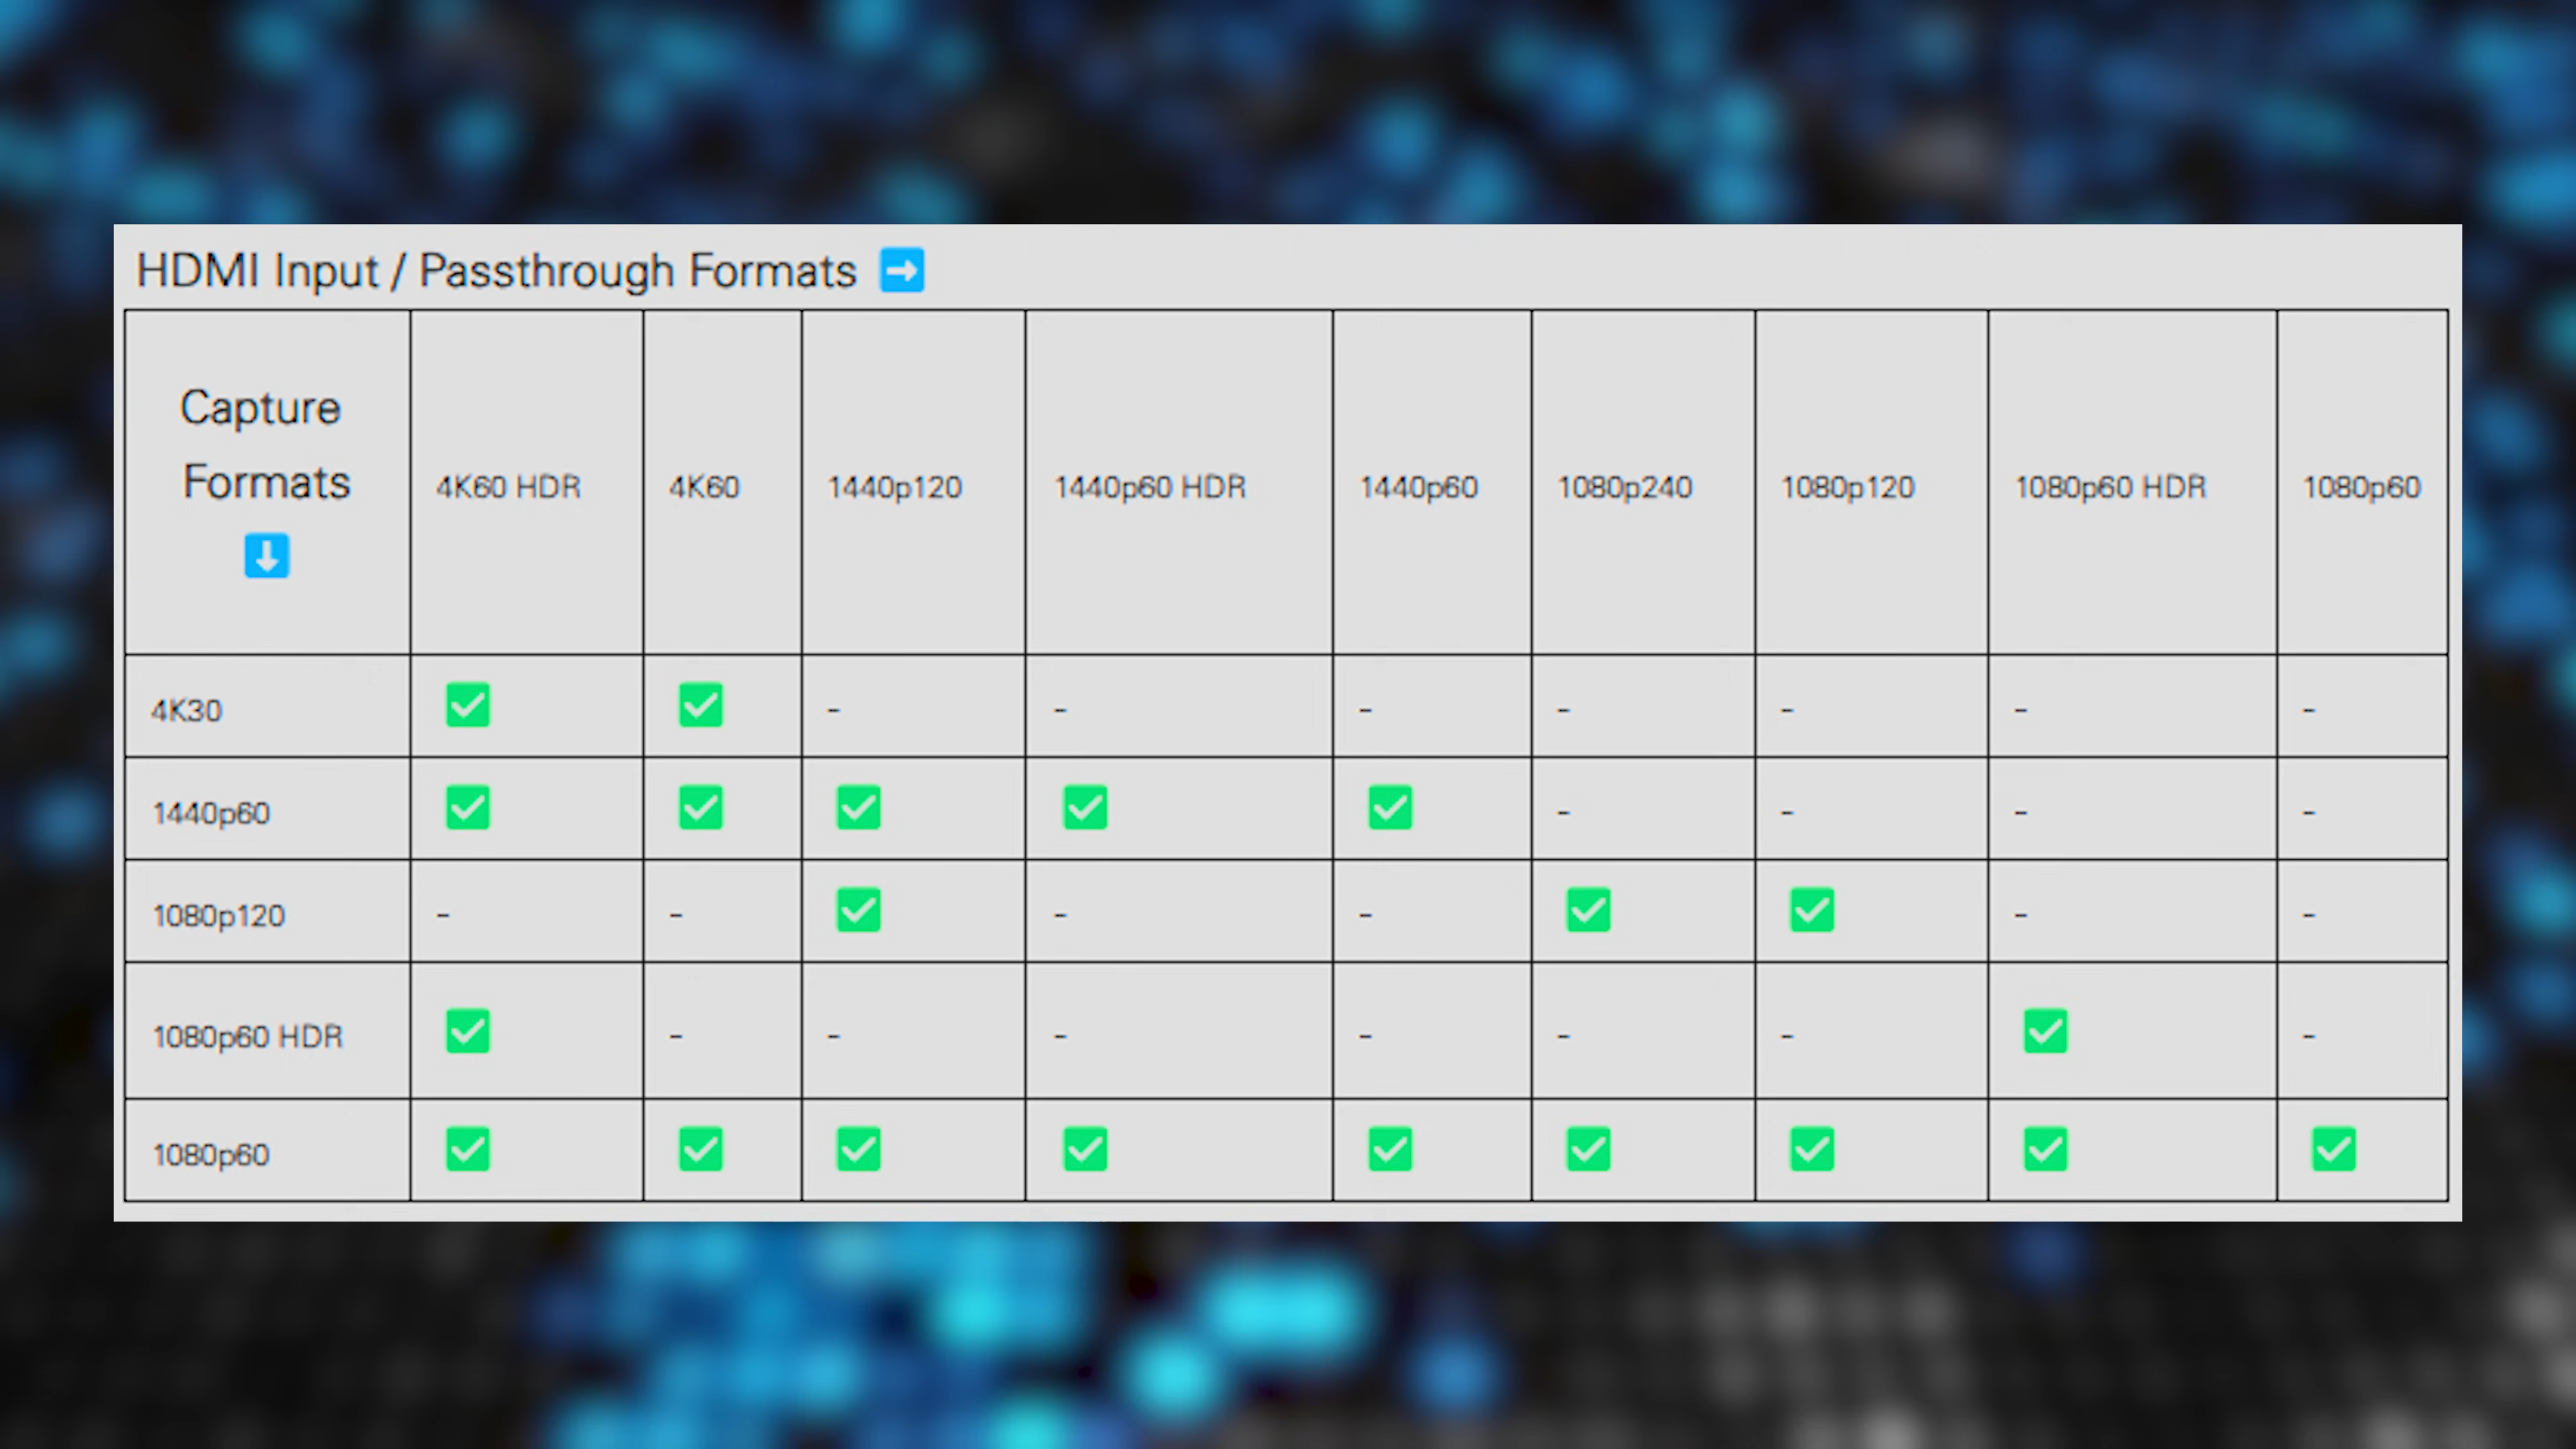 HDMI Input / Passthrough Formats ➡
Capture
Formats
⬇
4K60 HDR 4K60 1440p120 1440p60 HDR 1440p60 1080p240 1080p120 1080p60 HDR 1080p60
4K30 ✅ ✅ - - - - - - -
1440p60 ✅ ✅ ✅ ✅ ✅ - - - -
1080p120 - - ✅ - - ✅ ✅ - -
1080p60 HDR ✅ - - - - - - ✅ -
1080p60 ✅ ✅ ✅ ✅ ✅ ✅ ✅ ✅ ✅